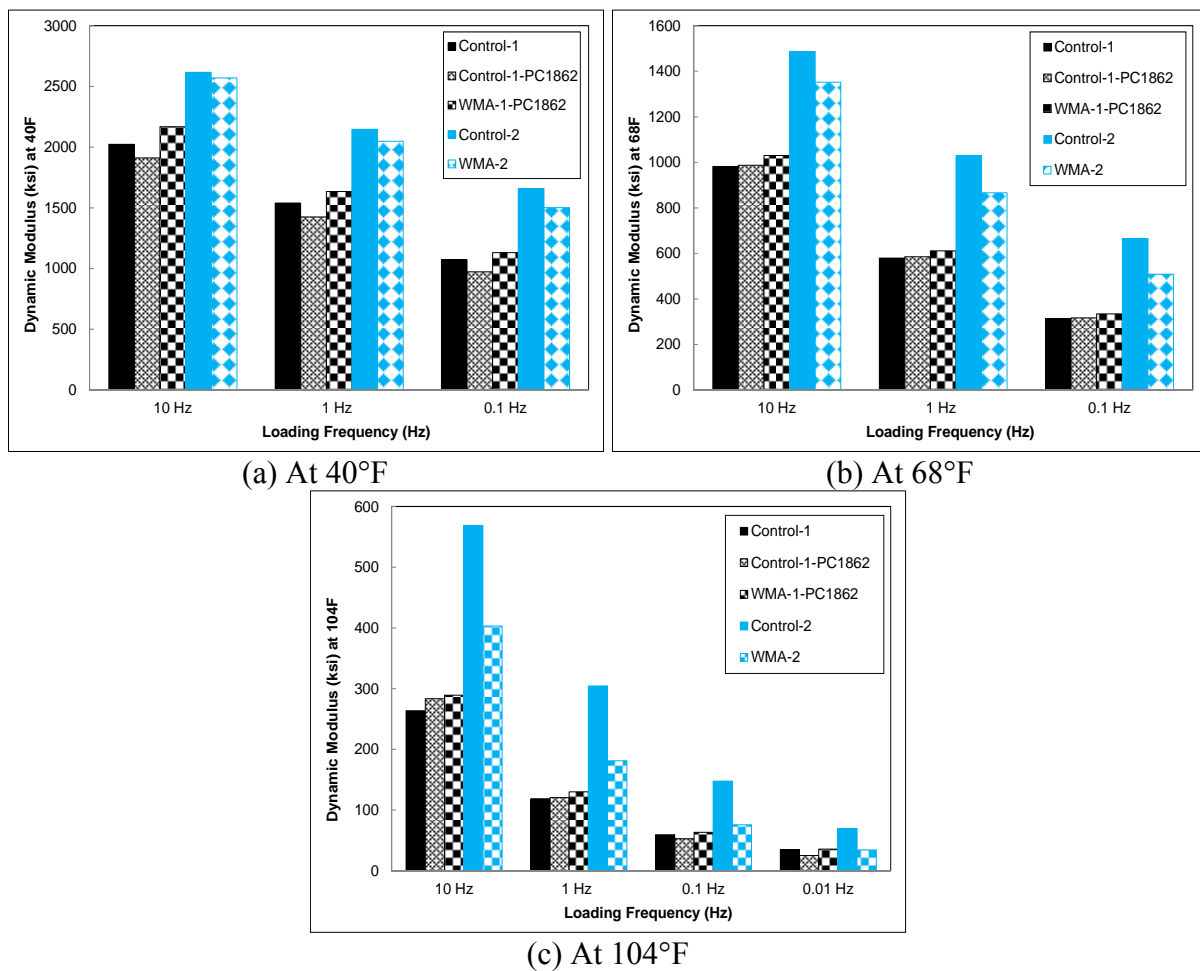 3000
2500
2000
1500
1000
500
0
Dynamic Modulus (ksi) at 40F
Control-1
Control-1-PC1862
WMA-1-PC1862
Control-2
WMA-2
10 Hz 1 Hz 0.1 Hz
Loading Frequency (Hz)
(a) At 40°F
1600
1400
1200
1000
800
600
400
200
0
Dynamic Modulus (ksi) at 68F
Control-1
Control-1-PC1862
WMA-1-PC1862
Control-2
WMA-2
10 Hz 1 Hz 0.1 Hz
Loading Frequency (Hz)
(b) At 68°F
600
500
400
300
200
100
0
Dynamic Modulus (ksi) at 104F
Control-1
Control-1-PC1862
WMA-1-PC1862
Control-2
WMA-2
10 Hz 1 Hz 0.1 Hz 0.01 Hz
Loading Frequency (Hz)
(c) At 104°F